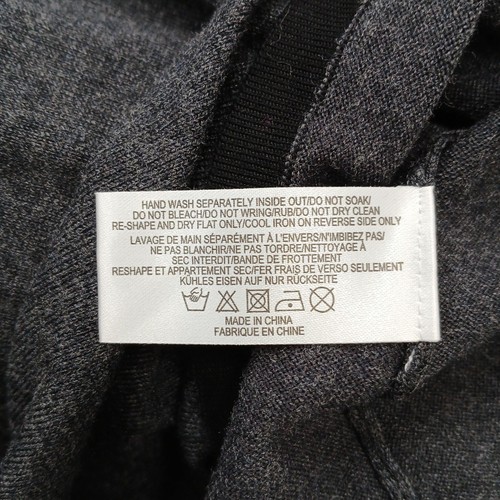 HAND WASH SEPARATELY INSIDE OUT/DO NOT SOAK/
DO NOT BLEACH/DO NOT WRING/RUB/DO NOT DRY CLEAN
RE-SHAPE AND DRY FLAT ONLY/COOL IRON ON REVERSE SIDE ONLY
LAVAGE DE MAIN SÉPARÉMENT À L'ENVERS/N'IMBIBEZ PAS/
NE PAS BLANCHIR/NE PAS TORDRE/NETTOYAGE À
SEC INTERDIT/BANDE DE FROTTEMENT
RESHAPE ET APPARTEMENT SEC/FER FRAIS DE VERSO SEULEMENT
KÜHLES EISEN AUF NUR RÜCKSEITE
MADE IN CHINA
FABRIQUE EN CHINE